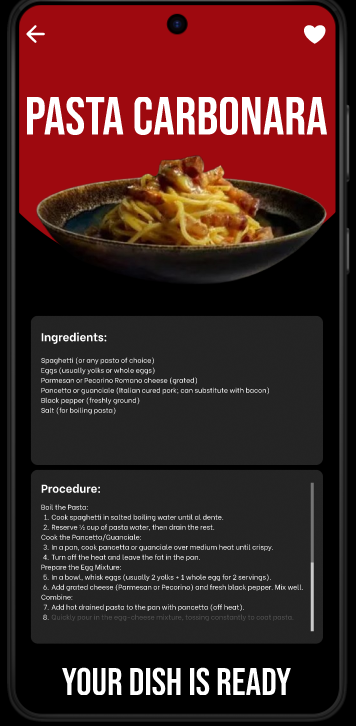 PASTA CARBONARA
Ingredients:
Spaghetti (or any pasta of choice)
Eggs (usually yolks or whole eggs)
Parmesan or Pecorino Romano cheese (grated)
Pancetta or guanciale (Italian cured pork; can substitute with bacon)
Black pepper (freshly ground)
Salt (for boiling pasta)
Procedure:
Boil the Pasta:
1. Cook spaghetti in salted boiling water until al dente.
2. Reserve ½ cup of pasta water, then drain the rest.
Cook the Pancetta/Guanciale:
3. In a pan, cook pancetta or guanciale over medium heat until crispy.
4. Turn off the heat and leave the fat in the pan.
Prepare the Egg Mixture:
5. In a bowl, whisk eggs (usually 2 yolks + 1 whole egg for 2 servings).
6. Add grated cheese (Parmesan or Pecorino) and fresh black pepper. Mix well.
Combine:
7. Add hot drained pasta to the pan with pancetta (off heat).
8. Quickly pour in the egg-cheese mixture, tossing constantly to coat pasta.
YOUR DISH IS READY